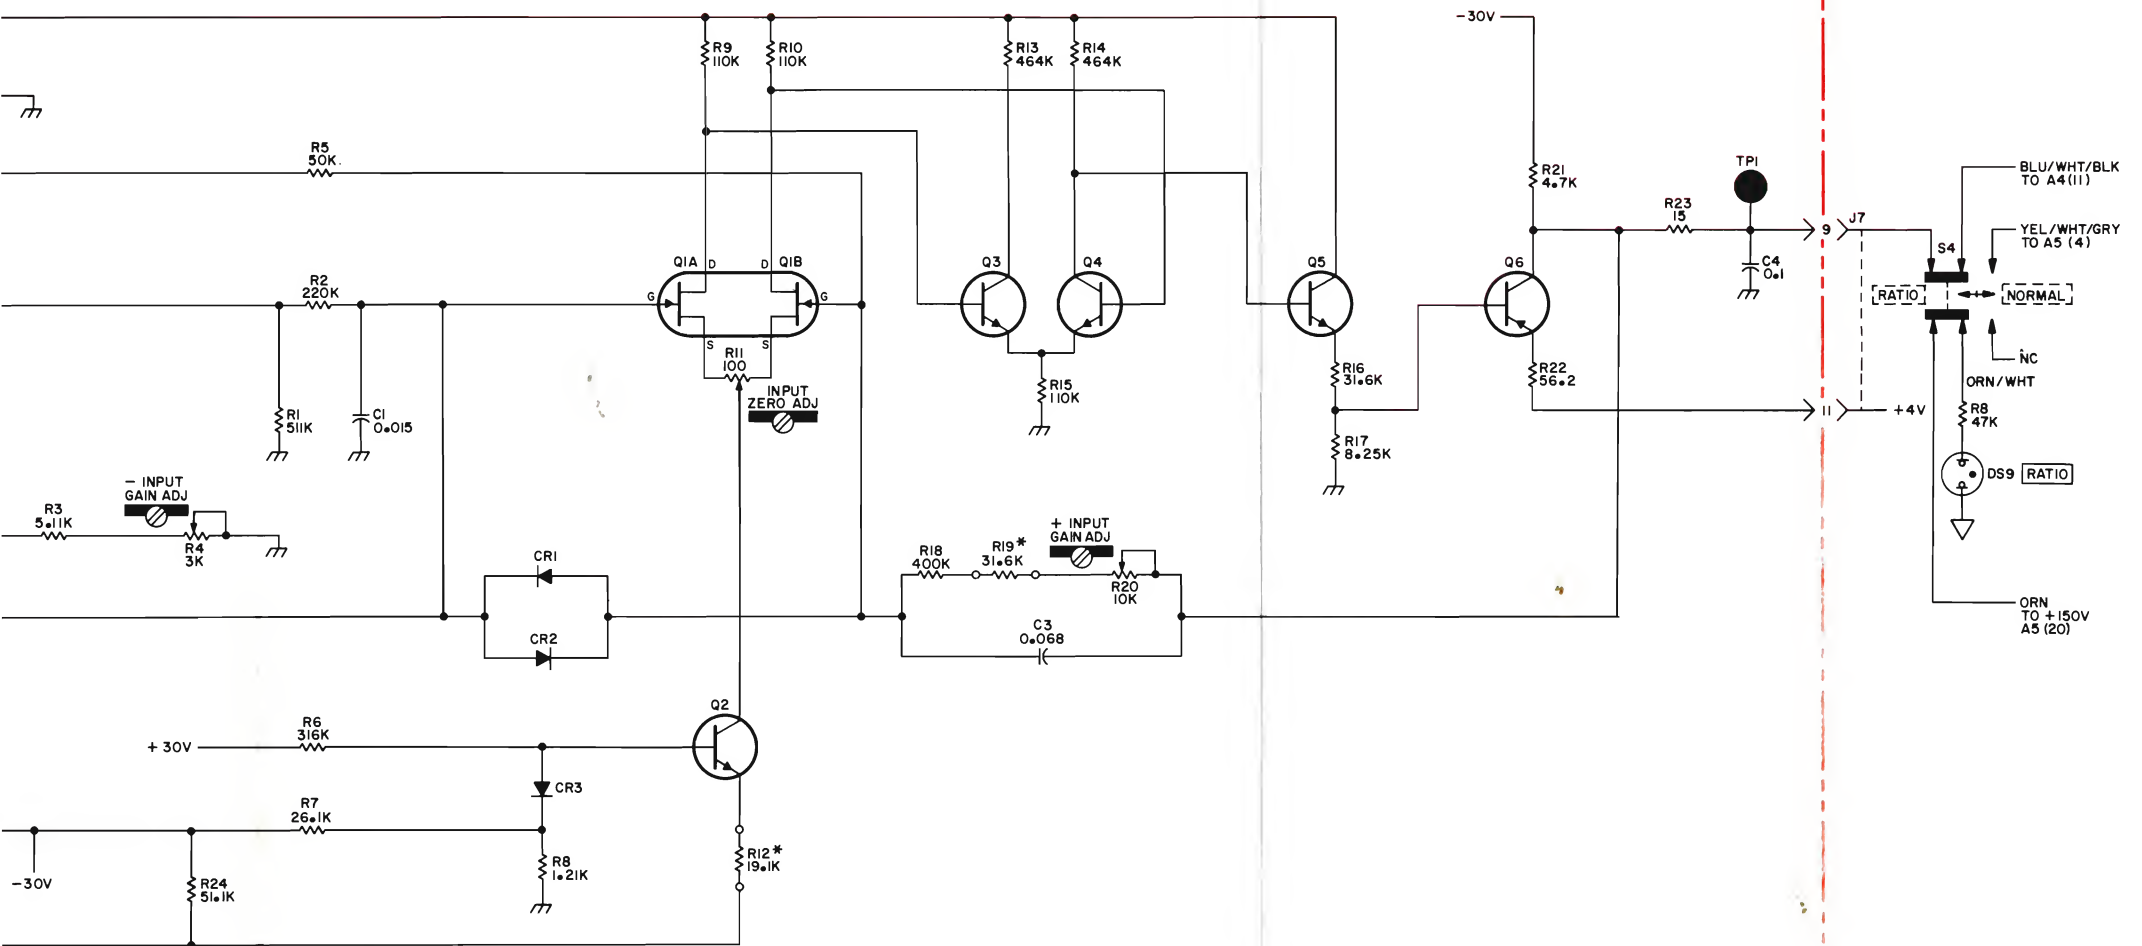 -30V
R9
110K
R10
110K
R13
464K
R14
464K
R5
50K.
R21
4.7K
TP1
BLU/WHT/BLK
TO A4(11)
R23
15
9
J7
YEL/WHT/GRY
TO A5 (4)
S4
Q1A
D
D
Q1B
Q3
Q4
Q5
Q6
C4
0.1
R2
220K
G
G
RATIO
NORMAL
S
S
R11
100
INPUT
ZERO ADJ
R15
110K
R16
31.6K
R22
56.2
NC
ORN/WHT
R1
511K
C1
0.015
11
+4V
R8
47K
R17
8.25K
DS9
RATIO
- INPUT
GAIN ADJ
R3
5.11K
R4
3K
+ INPUT
GAIN ADJ
R18
400K
R19*
31.6K
R20
10K
CR1
CR2
C3
0.068
ORN
TO +150V
A5 (20)
Q2
R6
316K
+30V
CR3
R7
26.1K
R8
1.21K
R12*
19.1K
-30V
R24
51.1K